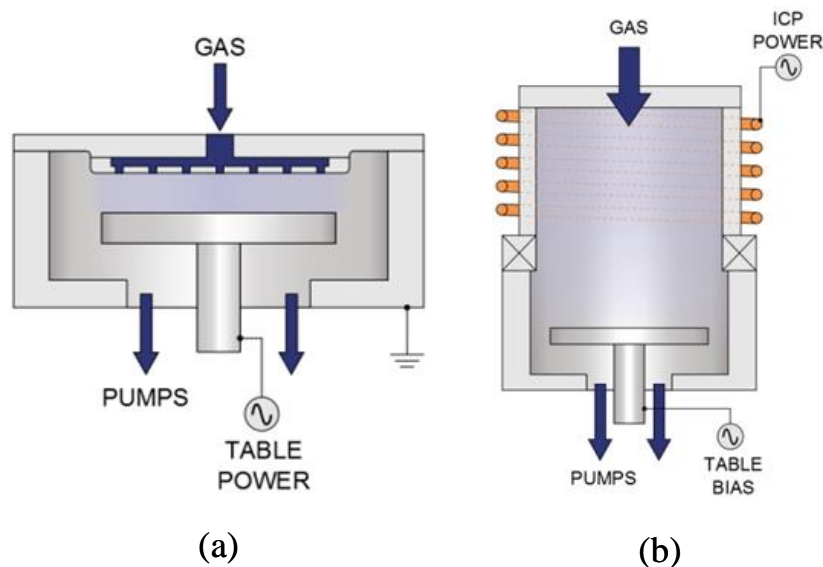 GAS
PUMPS
TABLE
POWER
(a)
GAS
ICP
POWER
PUMPS
TABLE
BIAS
(b)